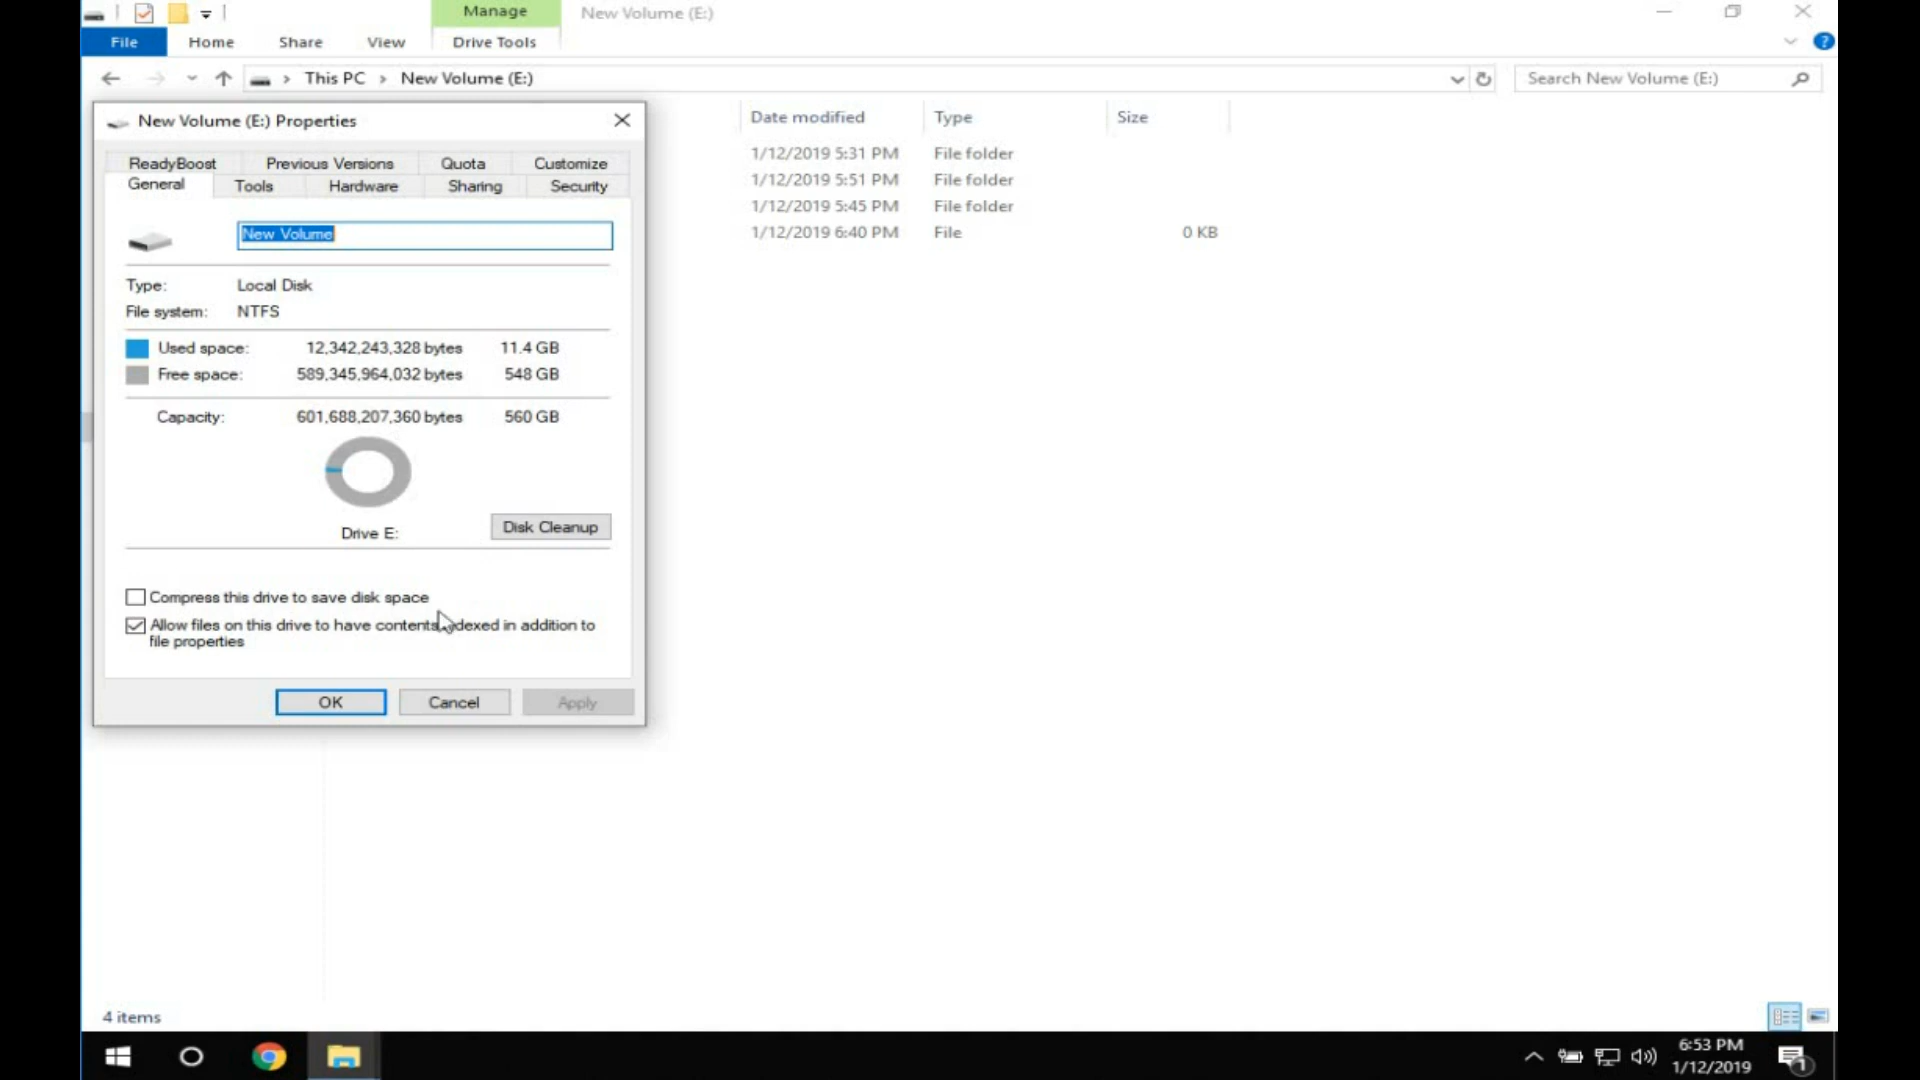 Manage
New Volume (E:)
File
Home
Share
View
Drive Tools
This PC
New Volume (E:)
Search New Volume (E:)
New Volume (E:) Properties
ReadyBoost
Previous Versions
Quota
Customize
General
Tools
Hardware
Sharing
Security
New Volume
Type:
Local Disk
File system:
NTFS
Used space:
12,342,243,328 bytes
11.4 GB
Free space:
589,345,964,032 bytes
548 GB
Capacity:
601,688,207,360 bytes
560 GB
Drive E:
Disk Cleanup
Compress this drive to save disk space
Allow files on this drive to have contents dexed in addition to
file properties
OK
Cancel
Apply
Date modified
Type
Size
1/12/2019 5:31 PM
File folder
1/12/2019 5:51 PM
File folder
1/12/2019 5:45 PM
File folder
1/12/2019 6:40 PM
File
0 KB
4 items
6:53 PM
1/12/2019
1